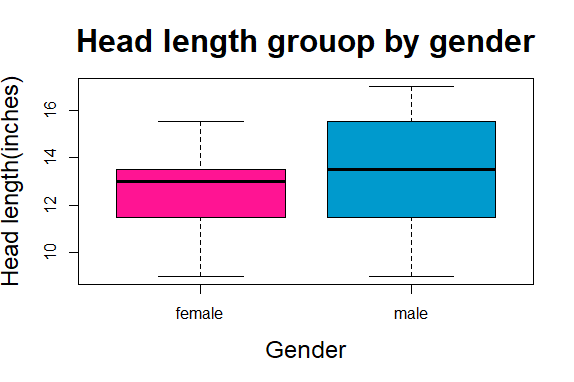 Head length grouop by gender
Head length(inches)
16
14
12
10
female male
Gender